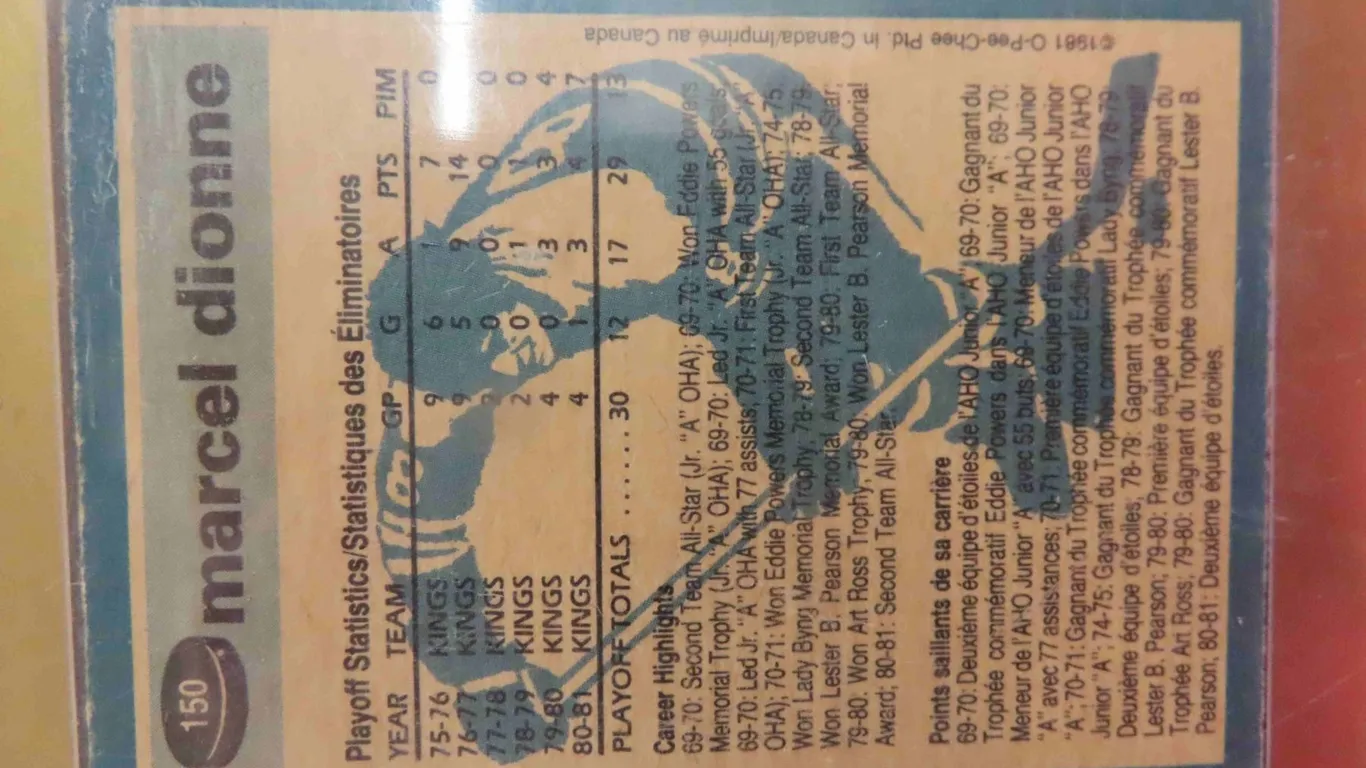 150
marcel dionne
Playoff Statistics/Statistiques des Éliminatoires
YEAR TEAM GP G A PTS PIM
75-76 KINGS 9 6 1 7 0
76-77 KINGS 9 5 9 14
77-78 KINGS 2 0 0 0 0
78-79 KINGS 2 0 1 1 0
79-80 KINGS 4 0 3 3 4
80-81 KINGS 4 1 3 4 7
PLAYOFF TOTALS ....... 30 12 17 29 13
Career Highlights
69-70: Second Team All-Star (Jr. "A" OHA); 69-70: Won Eddie Powers
Memorial Trophy (Jr. "A" OHA); 69-70: Led Jr. "A" OHA with 55 goals;
69-70: Led Jr. "A" OHA with 77 assists; 70-71: First Team All-Star (Jr. "A"
OHA); 70-71: Won Eddie Powers Memorial Trophy (Jr. "A" OHA); 74-75:
Won Lady Byng Memorial Trophy; 78-79: Second Team All-Star; 78-79:
Won Lester B. Pearson Memorial Award; 79-80: First Team All-Star;
79-80: Won Art Ross Trophy; 79-80: Won Lester B. Pearson Memorial
Award; 80-81: Second Team All-Star.
Points saillants de sa carrière
69-70: Deuxième équipe d'étoiles de l'AHO Junior "A"; 69-70: Gagnant du
Trophée commémoratif Eddie Powers dans l'AHO Junior "A"; 69-70:
Meneur de l'AHO Junior "A" avec 55 buts; 69-70: Meneur de l'AHO Junior
"A" avec 77 assistances; 70-71: Première équipe d'étoiles de l'AHO Junior
"A"; 70-71: Gagnant du Trophée commémoratif Eddie Powers dans l'AHO
Junior "A"; 74-75: Gagnant du Trophée commémoratif Lady Byng; 78-79
Deuxième équipe d'étoiles; 78-79: Gagnant du Trophée commémoratif
Lester B. Pearson; 79-80: Première équipe d'étoiles; 79-80: Gagnant du
Trophée Art Ross; 79-80: Gagnant du Trophée commémoratif Lester B.
Pearson; 80-81: Deuxième équipe d'étoiles.
©1981 O-Pee-Chee Ptd. in Canada/Imprimé au Canada